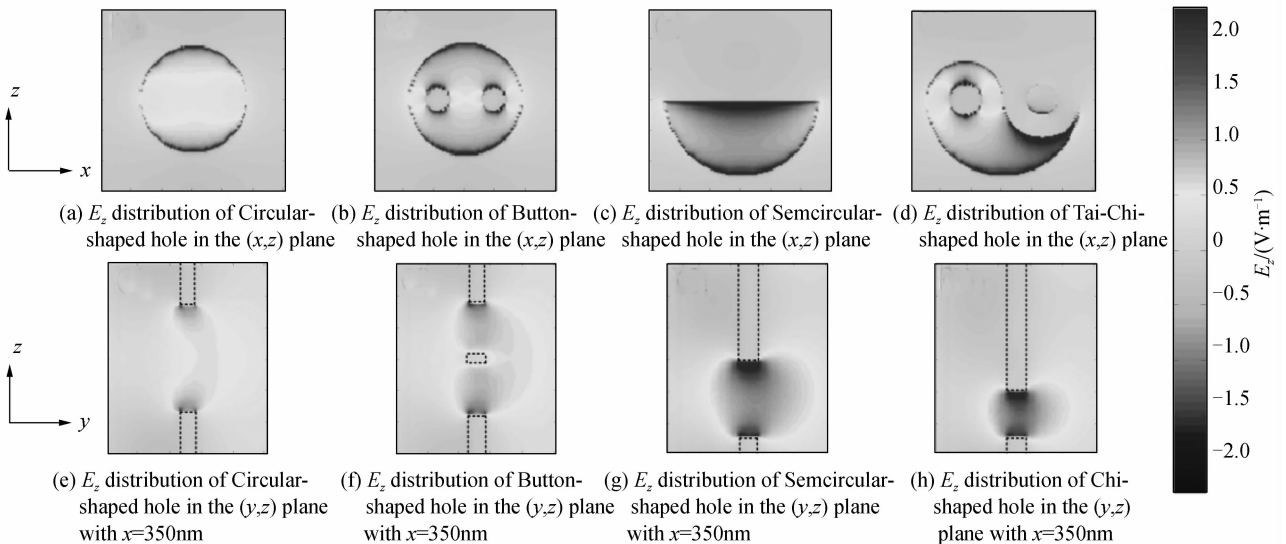 z
x
(a) Ez distribution of Circular-
shaped hole in the (x,z) plane
(b) Ez distribution of Button-
shaped hole in the (x,z) plane
(c) Ez distribution of Semcircular-
shaped hole in the (x,z) plane
(d) Ez distribution of Tai-Chi-
shaped hole in the (x,z) plane
z
y
(e) Ez distribution of Circular-
shaped hole in the (y,z) plane
with x=350nm
(f) Ez distribution of Button-
shaped hole in the (y,z) plane
with x=350nm
(g) Ez distribution of Semcircular-
shaped hole in the (y,z) plane
with x=350nm
(h) Ez distribution of Chi-
shaped hole in the (y,z)
plane with x=350nm
2.0
1.5
1.0
0.5
0
−0.5
−1.0
−1.5
−2.0
Ez/(V·m⁻¹)